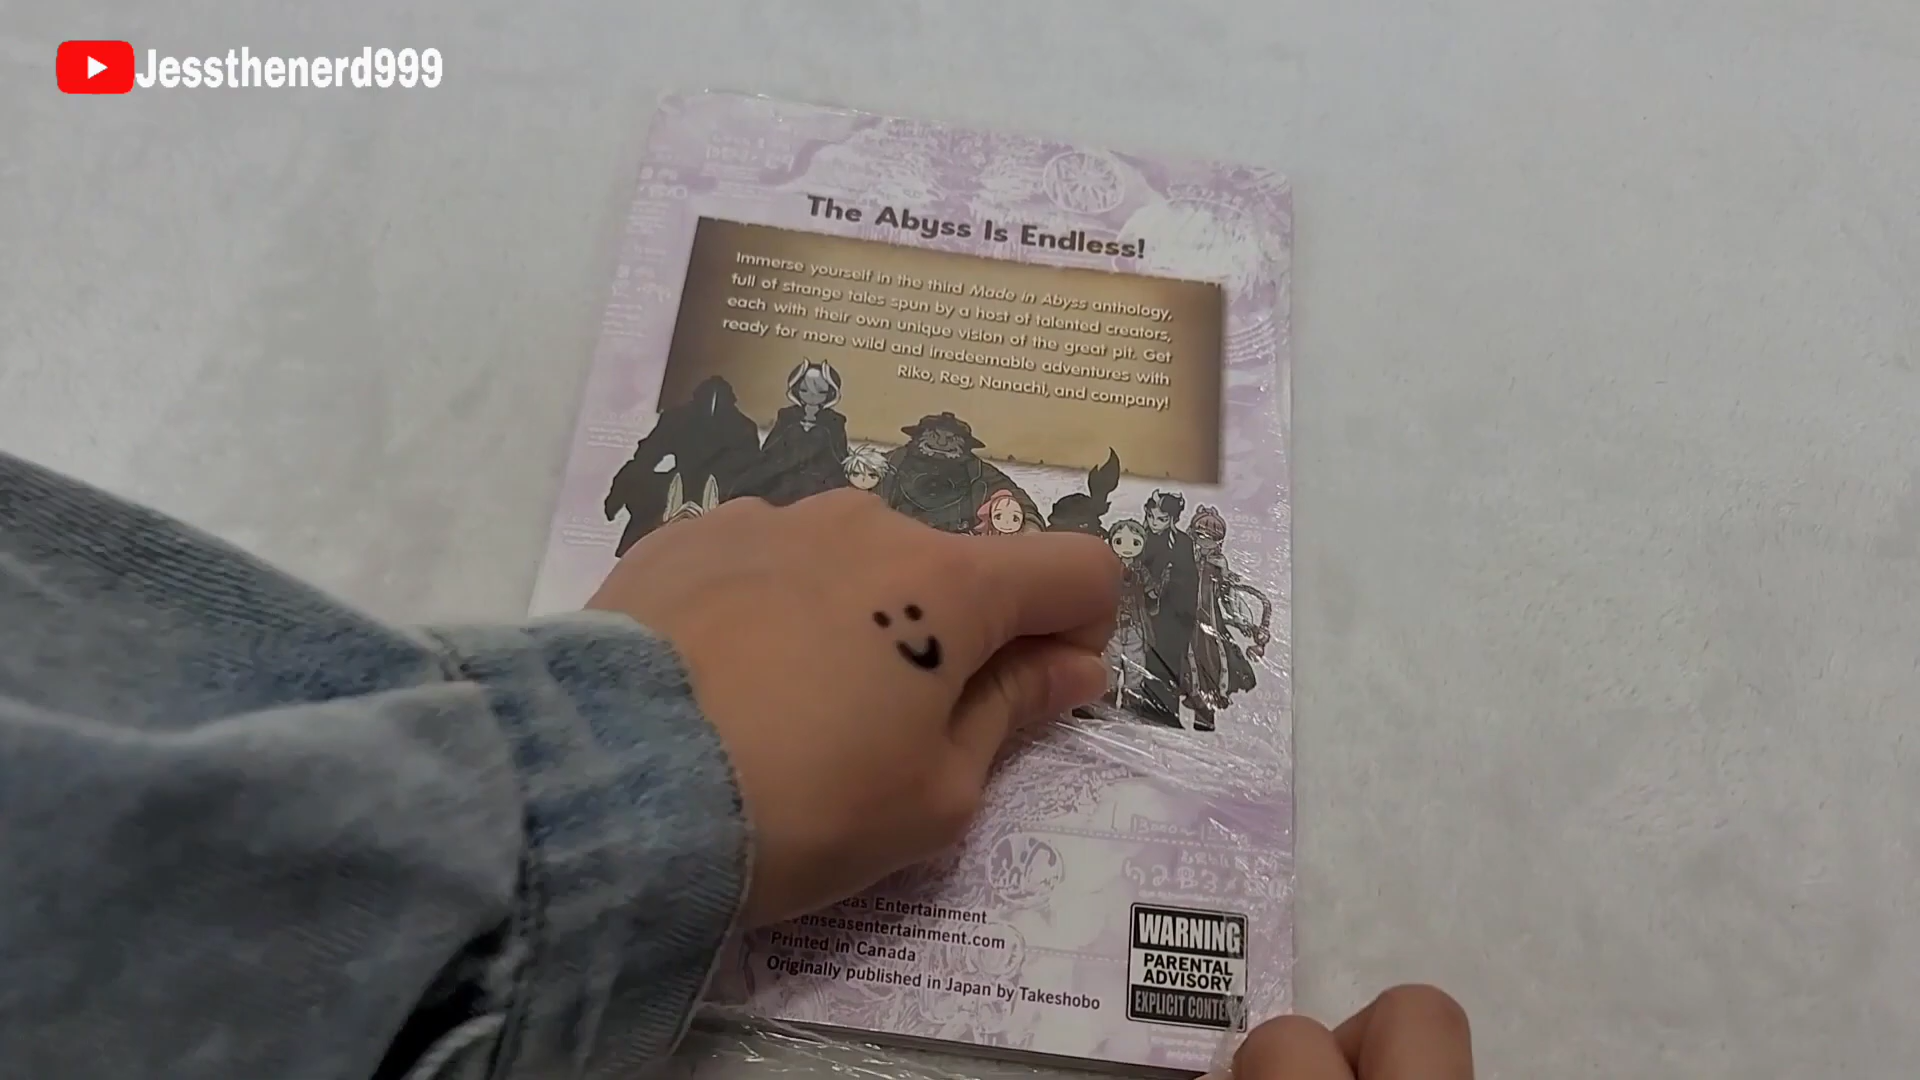 Jessthenerd999
The Abyss Is Endless!
Immerse yourself in the third Made in Abyss anthology,
full of strange tales spun by a host of talented creators,
each with their own unique vision of the great pit. Get
ready for more wild and irredeemable adventures with
Riko, Reg, Nanachi, and company!
eas Entertainment
venseasentertainment.com
Printed in Canada
Originally published in Japan by Takeshobo
WARNING
PARENTAL
ADVISORY
EXPLICIT CONTE